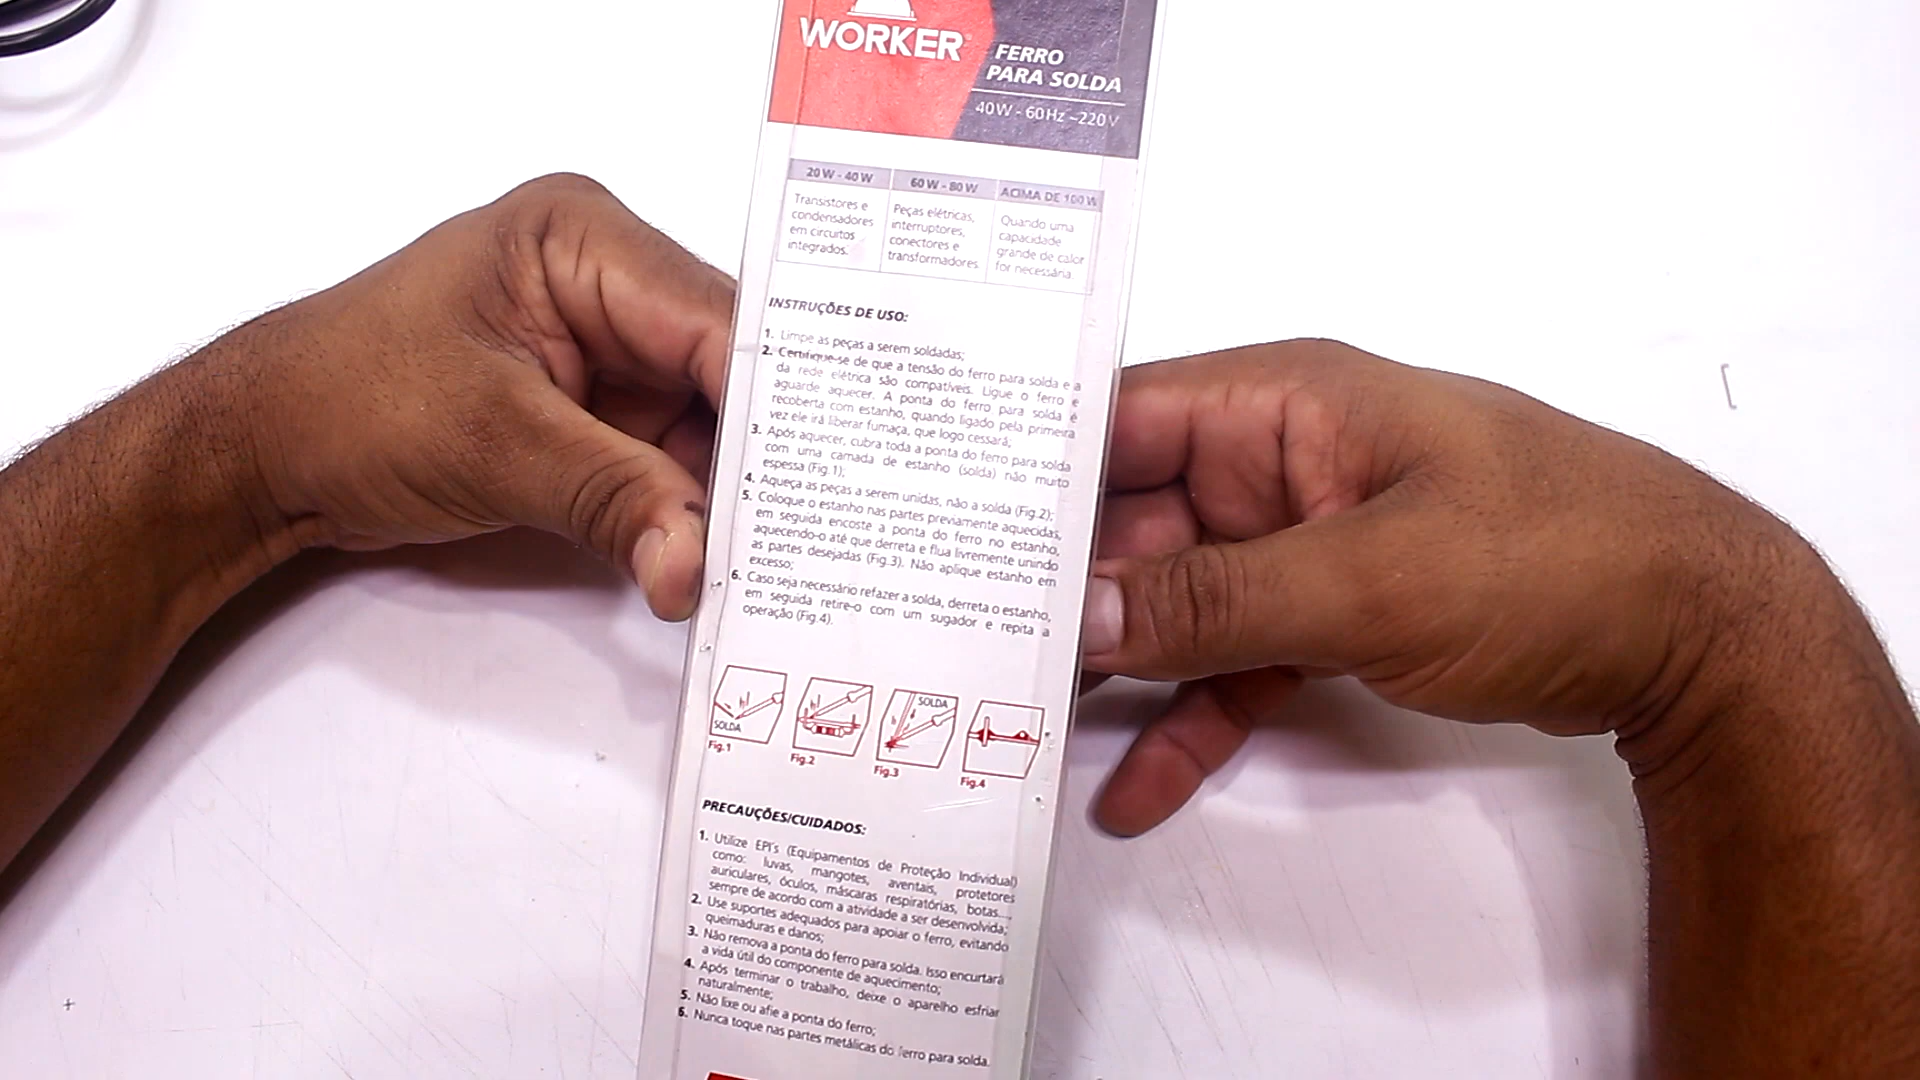 WORKER
FERRO
PARA SOLDA
40W - 60Hz ~220V
20W - 40W
Transistores e
condensadores
em circuitos
integrados.
60W - 80W
Peças elétricas,
interruptores,
conectores e
transformadores
ACIMA DE 100 W
Quando uma
capacidade
grande de calor
for necessária.
INSTRUÇÕES DE USO:
1. Limpe as peças a serem soldadas;
2. Certifique-se de que a tensão do ferro para solda e a
da rede elétrica são compatíveis. Ligue o ferro e
aguarde aquecer. A ponta do ferro para solda é
recoberta com estanho, quando ligado pela primeira
vez ele irá liberar fumaça, que logo cessará;
3. Após aquecer, cubra toda a ponta do ferro para solda
com uma camada de estanho (solda) não muito
espessa (Fig.1);
4. Aqueça as peças a serem unidas, não a solda (Fig.2);
5. Coloque o estanho nas partes previamente aquecidas,
em seguida encoste a ponta do ferro no estanho,
aquecendo-o até que derreta e flua livremente unindo
as partes desejadas (Fig.3). Não aplique estanho em
excesso;
6. Caso seja necessário refazer a solda, derreta o estanho,
em seguida retire-o com um sugador e repita a
operação (Fig.4).
SOLDA
SOLDA
Fig.1
Fig.2
Fig.3
Fig.4
PRECAUÇÕES/CUIDADOS:
1. Utilize EPI's (Equipamentos de Proteção Individual)
como: luvas, mangotes, aventais, protetores
auriculares, óculos, máscaras respiratórias, botas...,
sempre de acordo com a atividade a ser desenvolvida;
2. Use suportes adequados para apoiar o ferro, evitando
queimaduras e danos;
3. Não remova a ponta do ferro para solda. Isso encurtará
a vida útil do componente de aquecimento;
4. Após terminar o trabalho, deixe o aparelho esfriar
naturalmente;
5. Não lixe ou afie a ponta do ferro;
6. Nunca toque nas partes metálicas do ferro para solda.